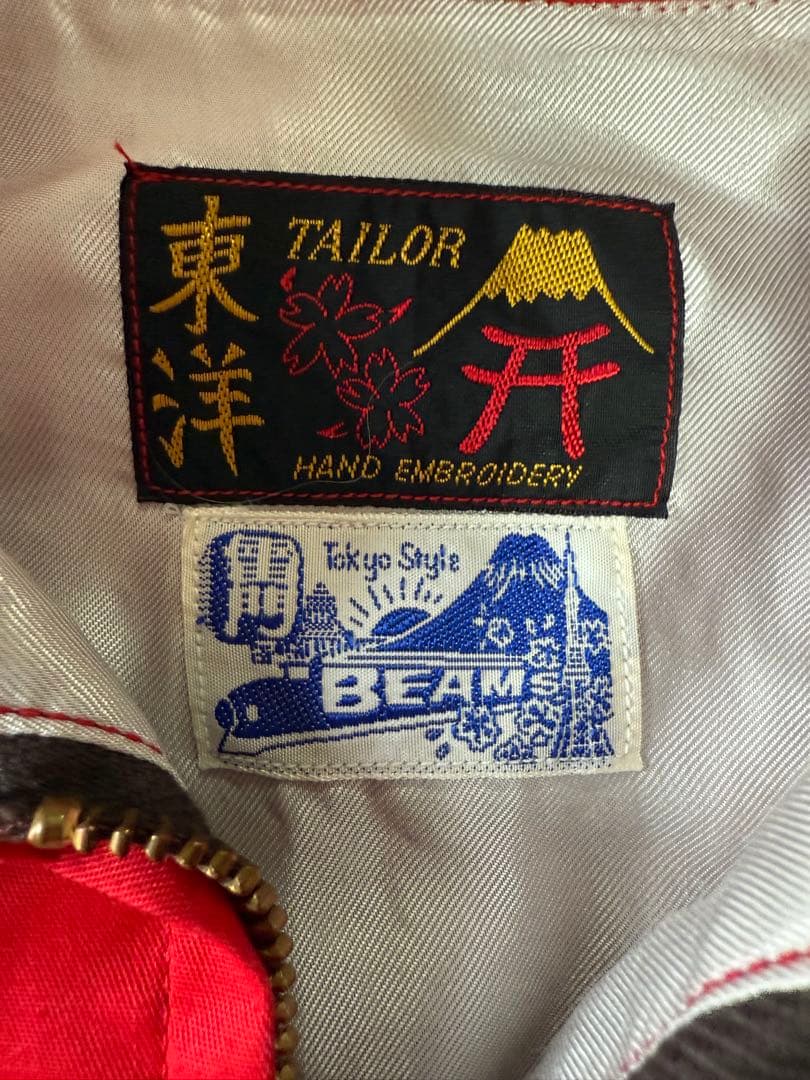 東洋
TAILOR
HAND EMBROIDERY
Tokyo Style
BEAMS